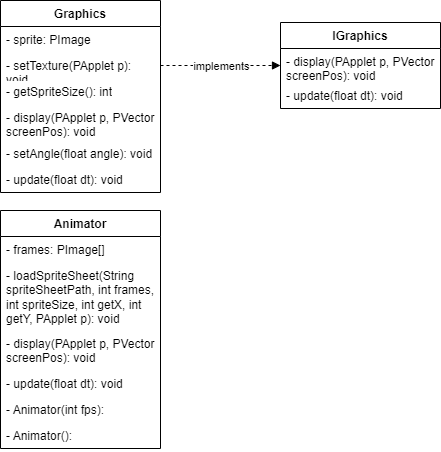 Graphics
- sprite: PImage
- setTexture(PApplet p):
void
- getSpriteSize(): int
- display(PApplet p, PVector
screenPos): void
- setAngle(float angle): void
- update(float dt): void
implements
IGraphics
- display(PApplet p, PVector
screenPos): void
- update(float dt): void
Animator
- frames: PImage[]
- loadSpriteSheet(String
spriteSheetPath, int frames,
int spriteSize, int getX, int
getY, PApplet p): void
- display(PApplet p, PVector
screenPos): void
- update(float dt): void
- Animator(int fps):
- Animator():